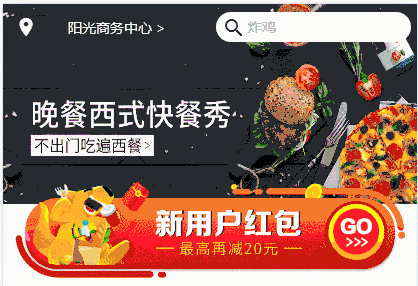 阳光商务中心 >
炸鸡
晚餐西式快餐秀
不出门吃遍西餐>
新用户红包
最高再减20元
GO
>>>